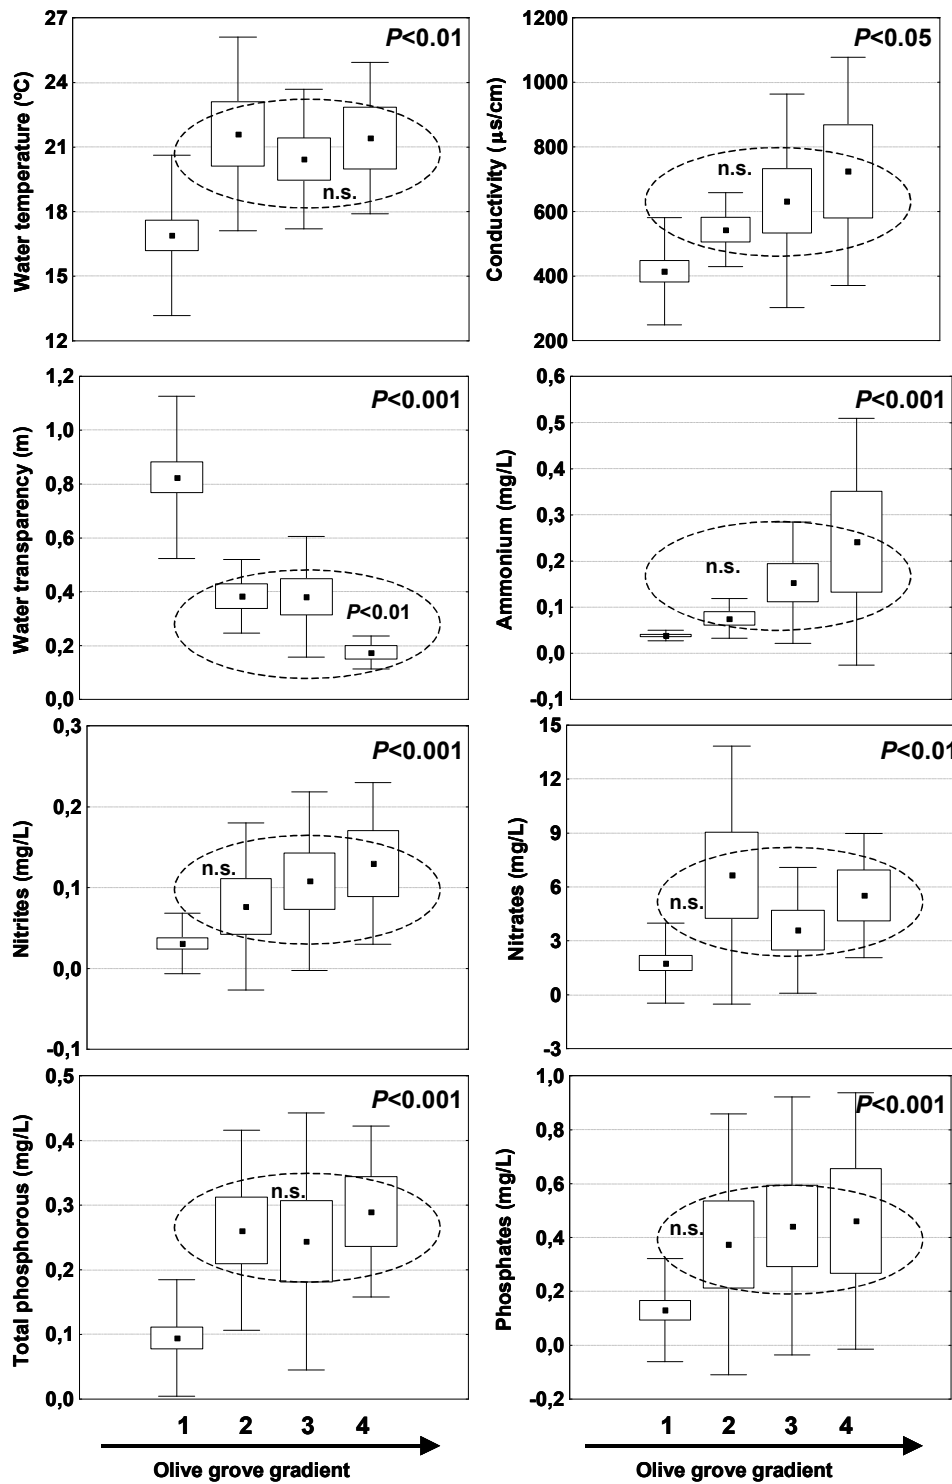 27
24
21
18
15
12
Water temperature (ºC)
P<0.01
n.s.
1200
1000
800
600
400
200
Conductivity (µs/cm)
P<0.05
n.s.
1,2
1,0
0,8
0,6
0,4
0,2
0,0
Water transparency (m)
P<0.001
P<0.01
0,6
0,5
0,4
0,3
0,2
0,1
0,0
-0,1
Ammonium (mg/L)
P<0.001
n.s.
0,3
0,2
0,1
0,0
-0,1
Nitrites (mg/L)
P<0.001
n.s.
15
12
9
6
3
0
-3
Nitrates (mg/L)
P<0.01
n.s.
0,5
0,4
0,3
0,2
0,1
0,0
Total phosphorous (mg/L)
P<0.001
n.s.
1 2 3 4
Olive grove gradient
1,0
0,8
0,6
0,4
0,2
0,0
-0,2
Phosphates (mg/L)
P<0.001
n.s.
1 2 3 4
Olive grove gradient